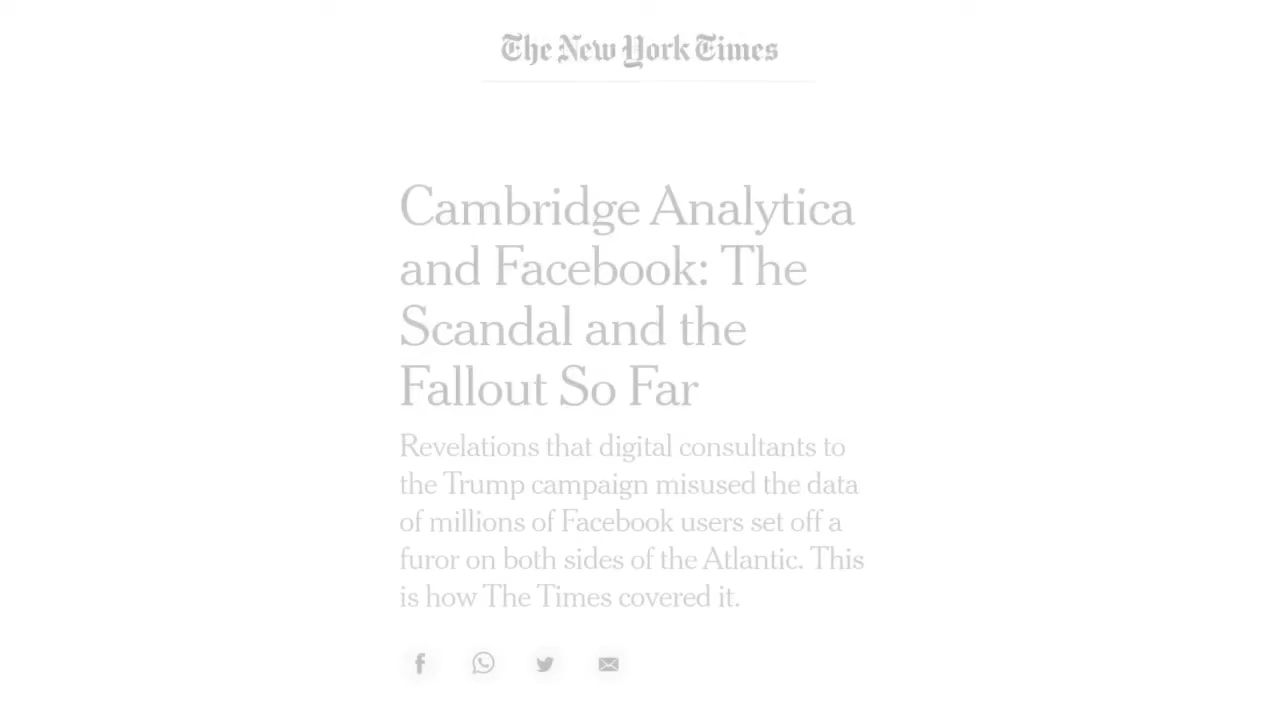 The New York Times
Cambridge Analytica
and Facebook: The
Scandal and the
Fallout So Far
Revelations that digital consultants to
the Trump campaign misused the data
of millions of Facebook users set off a
furor on both sides of the Atlantic. This
is how The Times covered it.